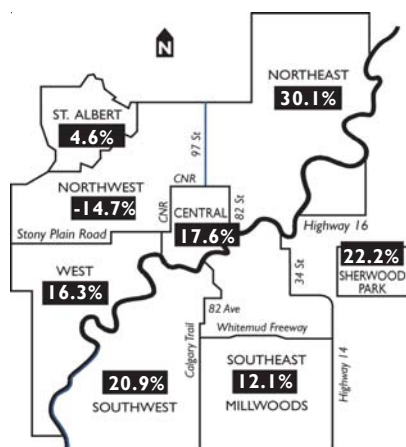 N
NORTHEAST
30.1%
ST. ALBERT
4.6%
97 St
NORTHWEST
-14.7%
CNR
CNR
CENTRAL
17.6%
82 St
Stony Plain Road
Highway 16
WEST
16.3%
34 St
22.2%
SHERWOOD
PARK
82 Ave
Whitemud Freeway
Calgary Trail
SOUTHEAST
12.1%
MILLWOODS
Highway 14
20.9%
SOUTHWEST